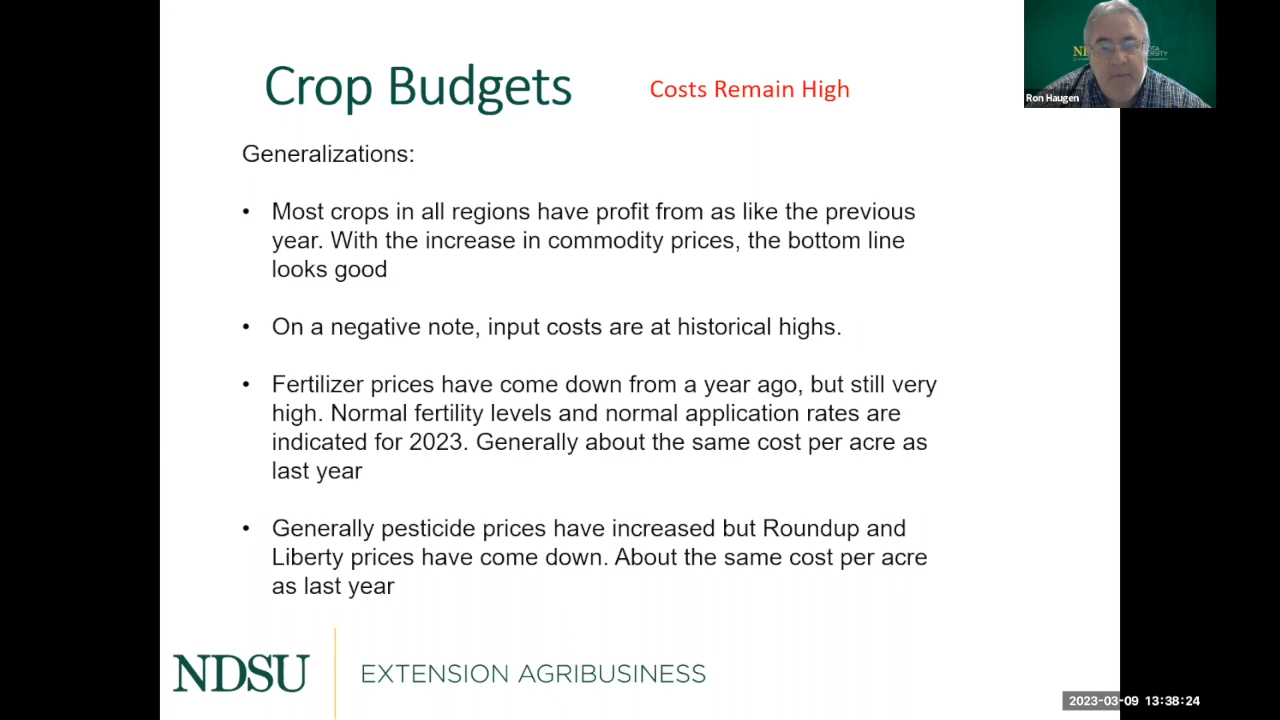 Crop Budgets
Costs Remain High
Ron Haugen
Generalizations:
• Most crops in all regions have profit from as like the previous
year. With the increase in commodity prices, the bottom line
looks good
• On a negative note, input costs are at historical highs.
• Fertilizer prices have come down from a year ago, but still very
high. Normal fertility levels and normal application rates are
indicated for 2023. Generally about the same cost per acre as
last year
• Generally pesticide prices have increased but Roundup and
Liberty prices have come down. About the same cost per acre
as last year
NDSU
EXTENSION AGRIBUSINESS
2023-03-09 13:38:24